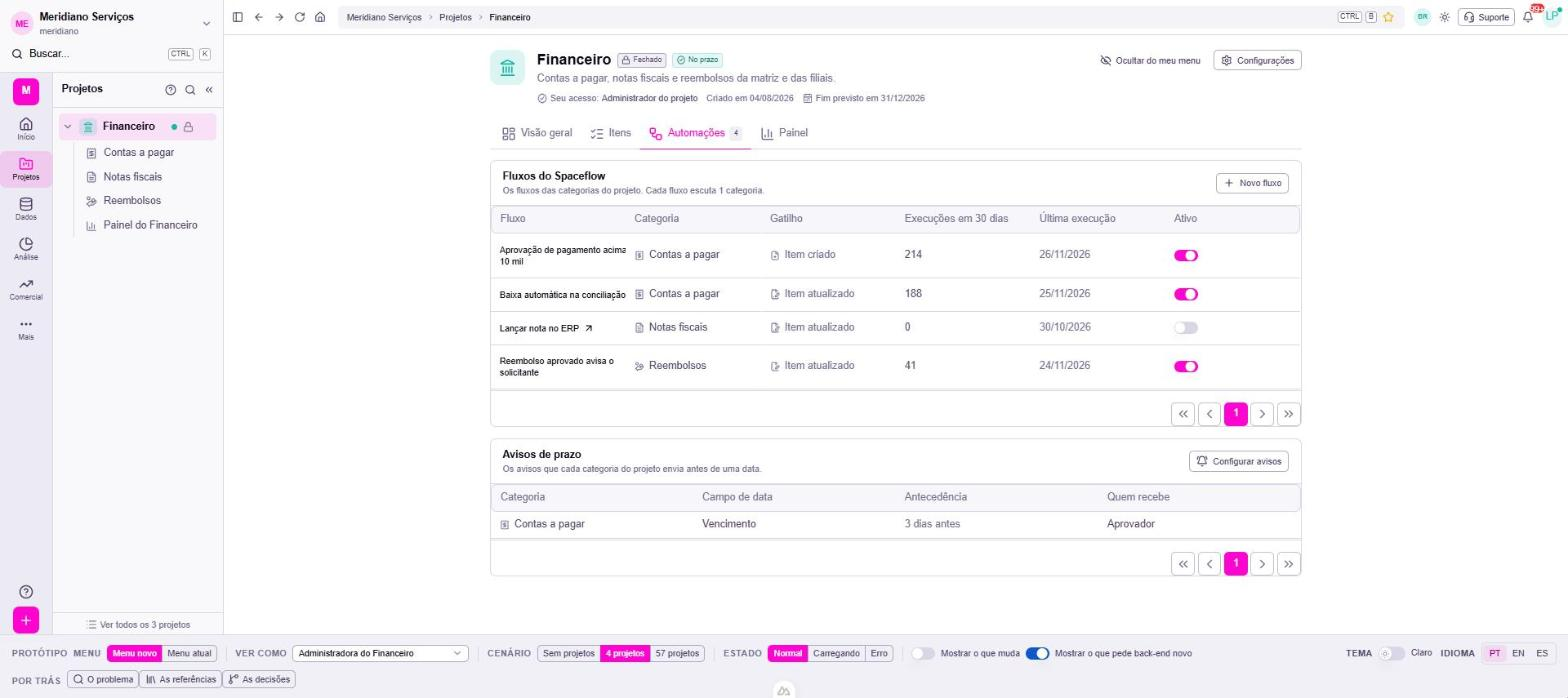 ME
Meridiano Serviços
meridiano
Buscar...
CTRL
K
Meridiano Serviços
Projetos
Financeiro
CTRL
B
BR
Suporte
99+
LP
M
Início
Projetos
Dados
Análise
Comercial
Mais
Projetos
Financeiro
Contas a pagar
Notas fiscais
Reembolsos
Painel do Financeiro
Ver todos os 3 projetos
Financeiro
Fechado
No prazo
Ocultar do meu menu
Configurações
Contas a pagar, notas fiscais e reembolsos da matriz e das filiais.
Seu acesso: Administrador do projeto
Criado em 04/08/2026
Fim previsto em 31/12/2026
Visão geral
Itens
Automações 4
Painel
Fluxos do Spaceflow
Os fluxos das categorias do projeto. Cada fluxo escuta 1 categoria.
Novo fluxo
Fluxo Categoria Gatilho Execuções em 30 dias Última execução Ativo
Aprovação de pagamento acima
10 mil
Contas a pagar Item criado 214 26/11/2026
Baixa automática na conciliação Contas a pagar Item atualizado 188 25/11/2026
Lançar nota no ERP Notas fiscais Item atualizado 0 30/10/2026
Reembolso aprovado avisa o
solicitante
Reembolsos Item atualizado 41 24/11/2026
1
Avisos de prazo
Os avisos que cada categoria do projeto envia antes de uma data.
Configurar avisos
Categoria Campo de data Antecedência Quem recebe
Contas a pagar Vencimento 3 dias antes Aprovador
1
PROTÓTIPO MENU Menu novo Menu atual VER COMO Administradora do Financeiro CENÁRIO Sem projetos 4 projetos 57 projetos ESTADO Normal Carregando Erro Mostrar o que muda Mostrar o que pede back-end novo TEMA Claro IDIOMA PT EN ES
POR TRÁS O problema As referências As decisões